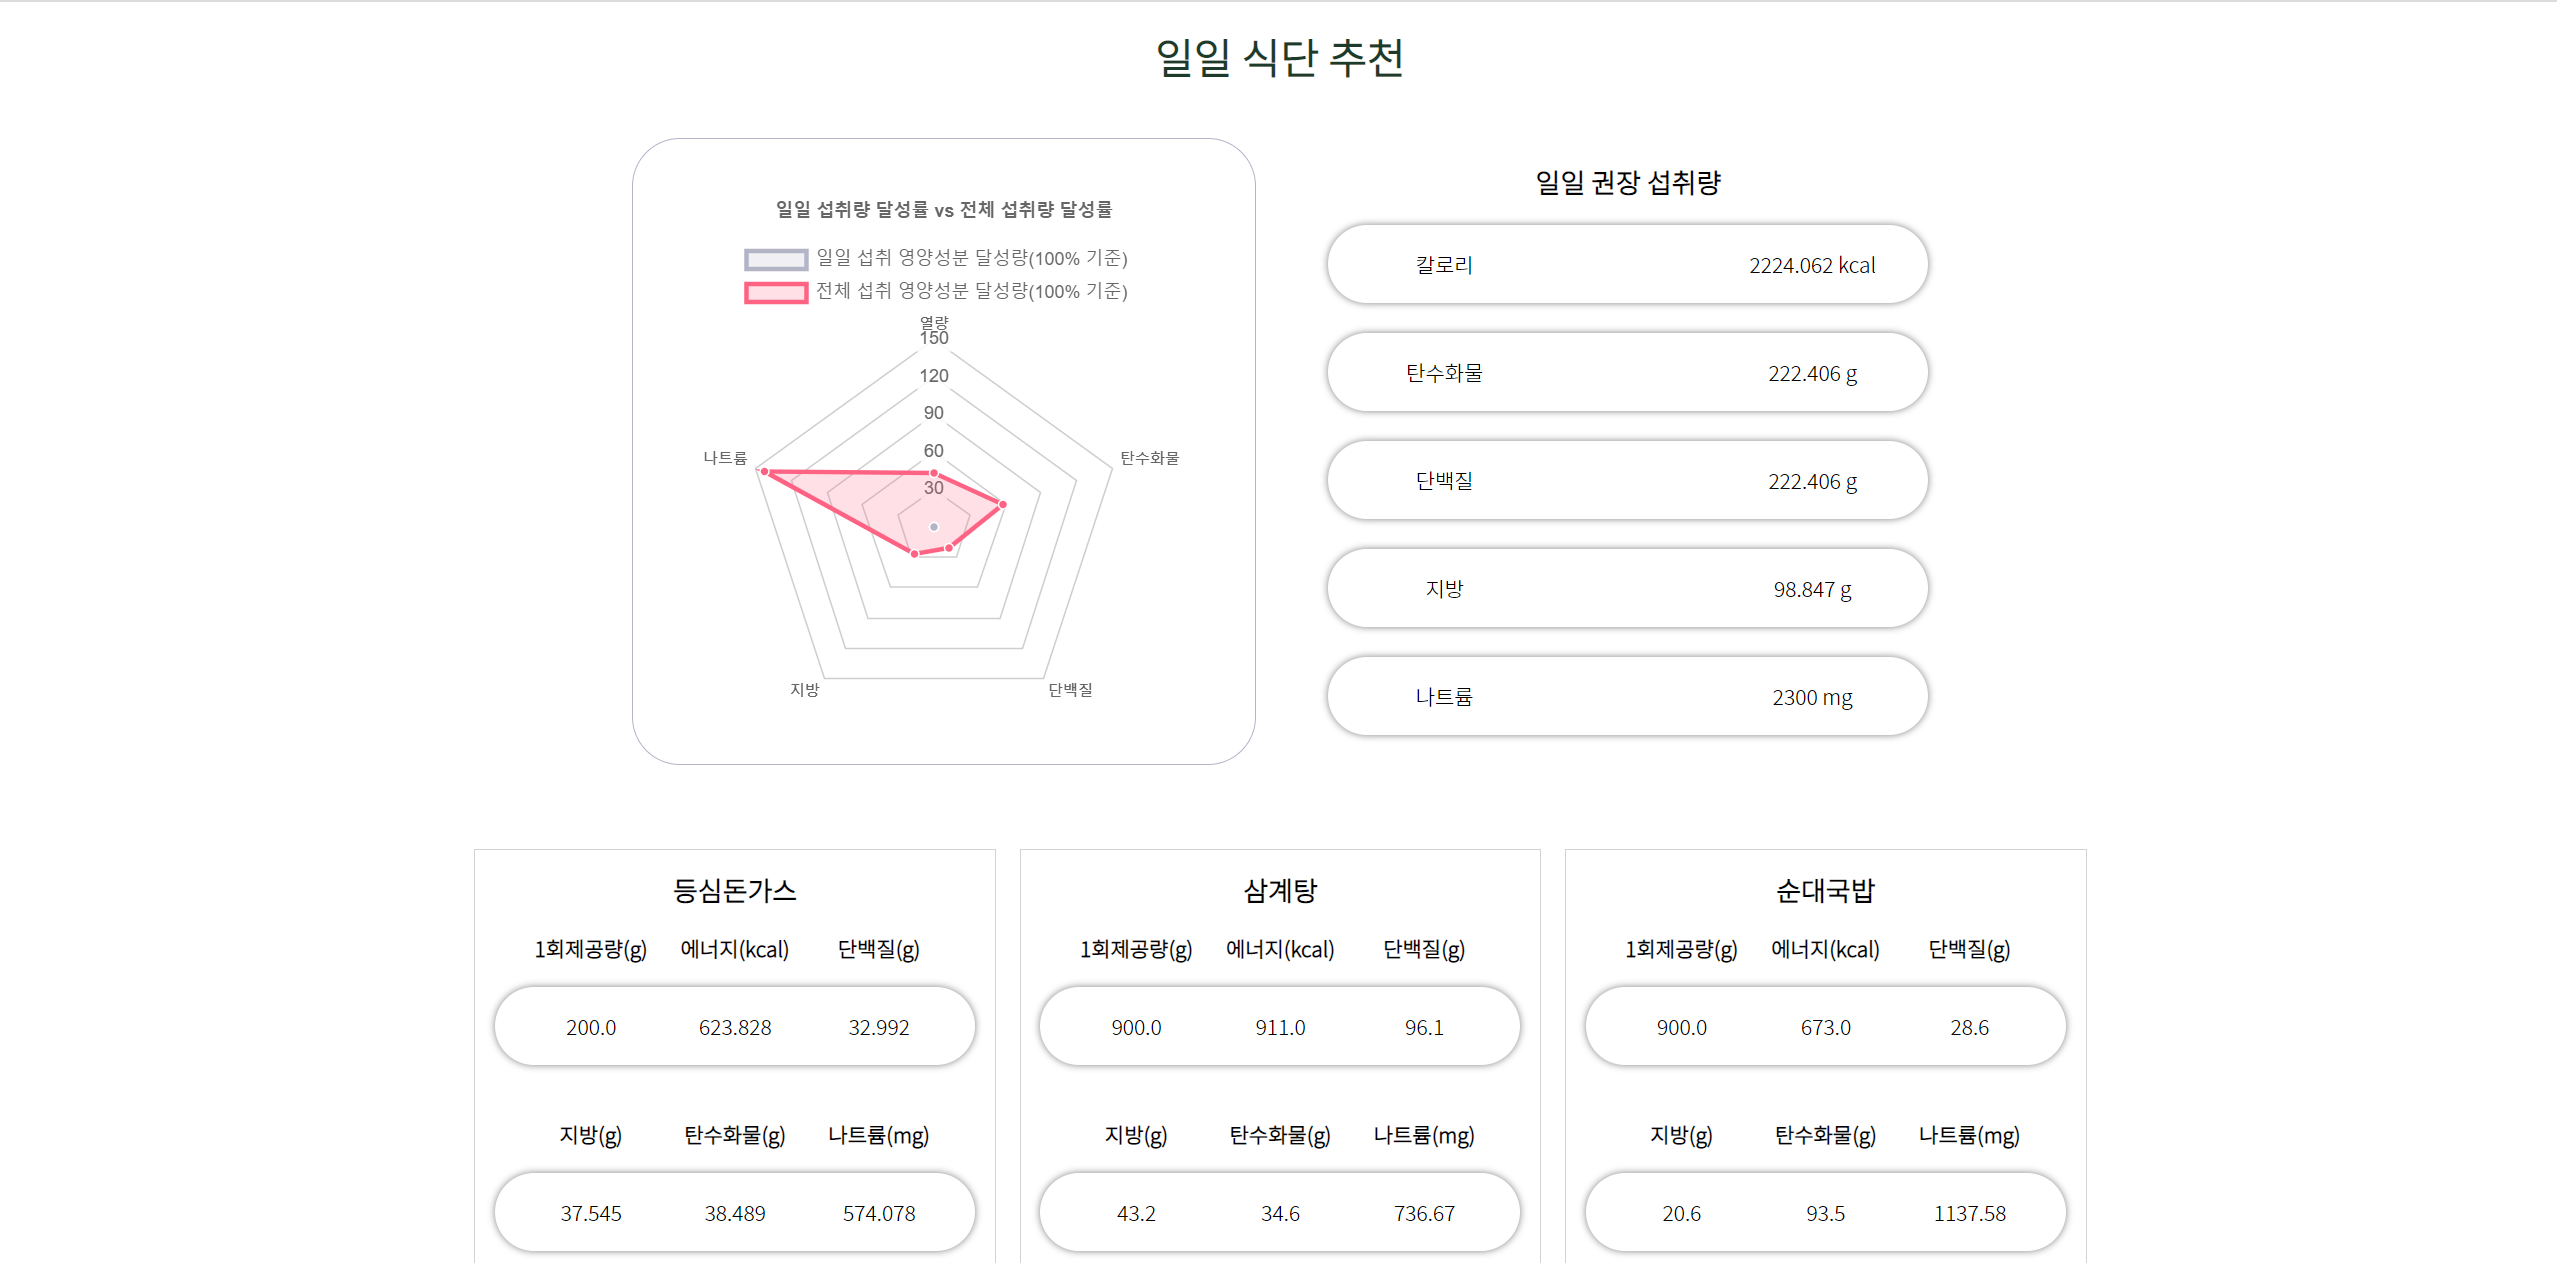 일일 식단 추천
일일 섭취량 달성률 vs 전체 섭취량 달성률
일일 섭취 영양성분 달성량(100% 기준)
전체 섭취 영양성분 달성량(100% 기준)
열량
150
120
90
60
30
나트륨
탄수화물
지방
단백질
일일 권장 섭취량
칼로리 2224.062 kcal
탄수화물 222.406 g
단백질 222.406 g
지방 98.847 g
나트륨 2300 mg
등심돈가스
1회제공량(g) 에너지(kcal) 단백질(g)
200.0 623.828 32.992
지방(g) 탄수화물(g) 나트륨(mg)
37.545 38.489 574.078
삼계탕
1회제공량(g) 에너지(kcal) 단백질(g)
900.0 911.0 96.1
지방(g) 탄수화물(g) 나트륨(mg)
43.2 34.6 736.67
순대국밥
1회제공량(g) 에너지(kcal) 단백질(g)
900.0 673.0 28.6
지방(g) 탄수화물(g) 나트륨(mg)
20.6 93.5 1137.58